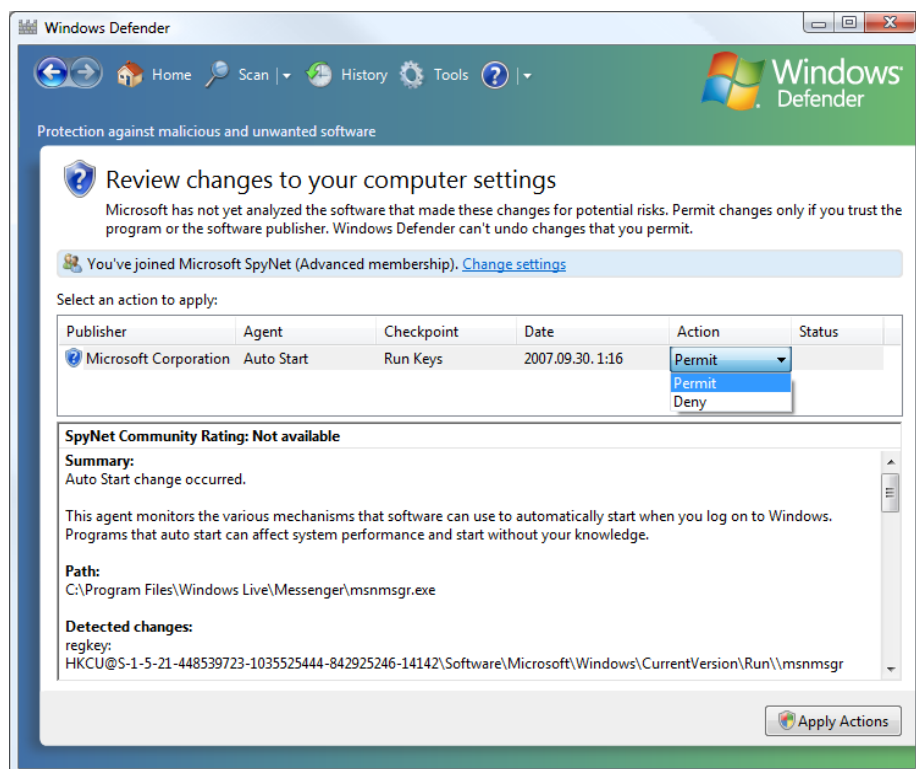 Windows Defender
Home Scan History Tools
Windows
Defender
Protection against malicious and unwanted software
Review changes to your computer settings
Microsoft has not yet analyzed the software that made these changes for potential risks. Permit changes only if you trust the
program or the software publisher. Windows Defender can't undo changes that you permit.
You've joined Microsoft SpyNet (Advanced membership). Change settings
Select an action to apply:
Publisher Agent Checkpoint Date Action Status
Microsoft Corporation Auto Start Run Keys 2007.09.30. 1:16 Permit
Permit
Deny
SpyNet Community Rating: Not available
Summary:
Auto Start change occurred.
This agent monitors the various mechanisms that software can use to automatically start when you log on to Windows.
Programs that auto start can affect system performance and start without your knowledge.
Path:
C:\Program Files\Windows Live\Messenger\msnmsgr.exe
Detected changes:
regkey:
HKCU@S-1-5-21-448539723-1035525444-842925246-14142\Software\Microsoft\Windows\CurrentVersion\Run\\msnmsgr
Apply Actions